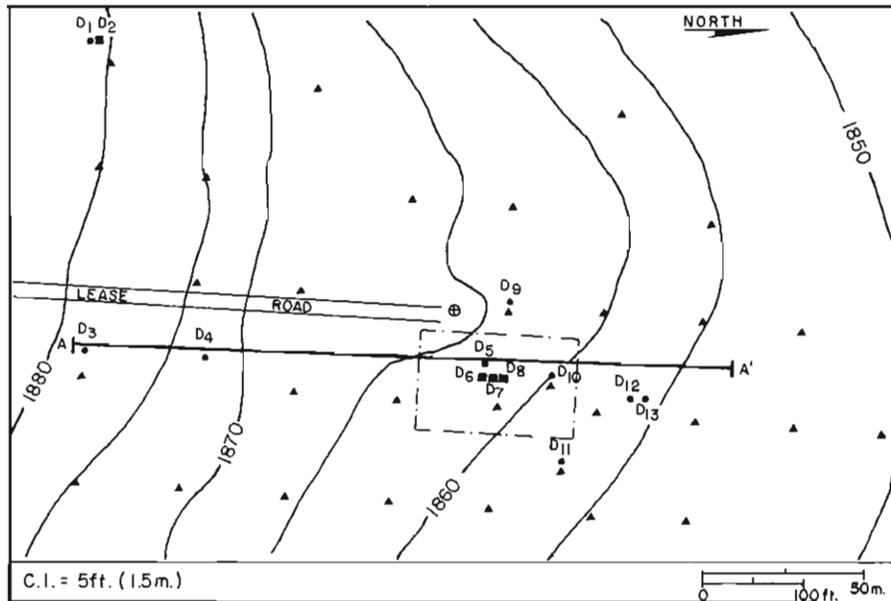 D1 D2
NORTH
1850
D9
LEASE ROAD
D3
A
D4
D5
D6
D7
D8
D10
A'
D12
D13
1880
1870
D11
1860
C.I. = 5ft. (1.5m.)
0 100 ft. 50 m.